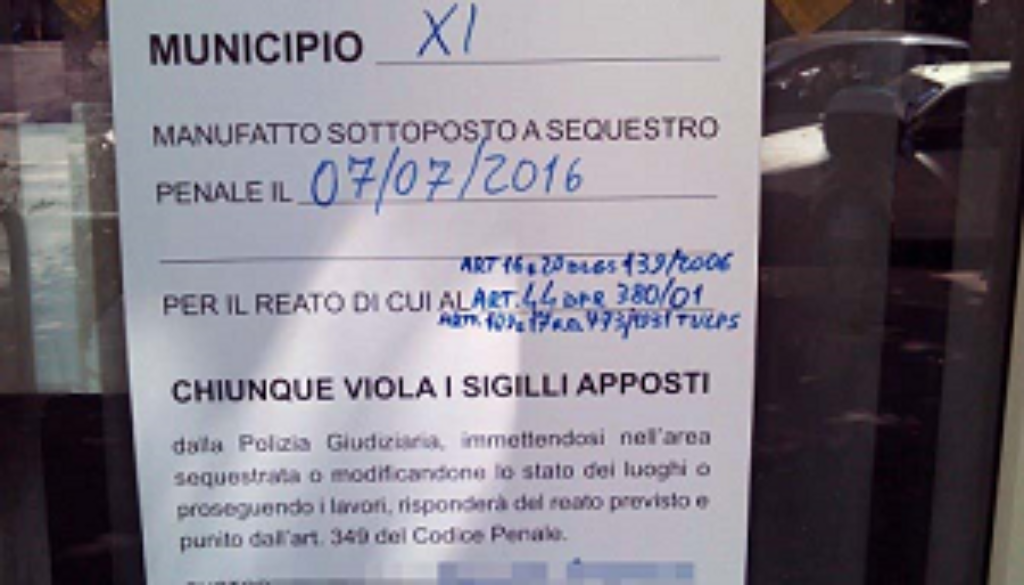 MUNICIPIO XI
MANUFATTO SOTTOPOSTO A SEQUESTRO
PENALE IL 07/07/2016
ART 16 e 20 DLGS 139/2006
PER IL REATO DI CUI AL ART. 44 DPR 380/01
TULPS
CHIUNQUE VIOLA I SIGILLI APPOSTI
dalla Polizia Giudiziaria, immettendosi nell'area
sequestrata o modificandone lo stato dei luoghi o
proseguendo i lavori, risponderà del reato previsto e
punito dall'art. 349 del Codice Penale.